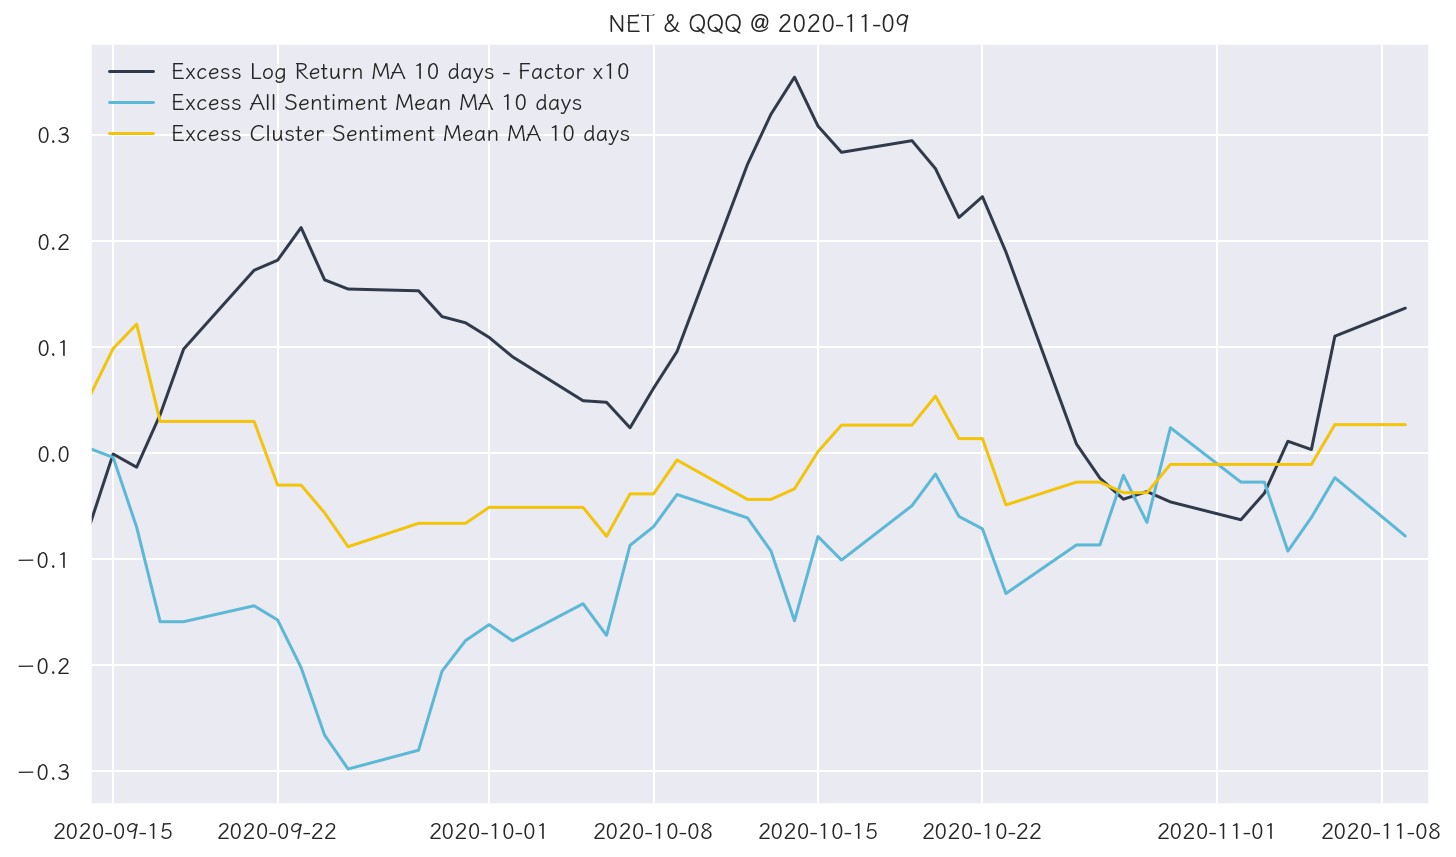 NET & QQQ @ 2020-11-09
Excess Log Return MA 10 days - Factor x10
Excess All Sentiment Mean MA 10 days
Excess Cluster Sentiment Mean MA 10 days
0.3
0.2
0.1
0.0
−0.1
−0.2
−0.3
2020-09-15 2020-09-22 2020-10-01 2020-10-08 2020-10-15 2020-10-22 2020-11-01 2020-11-08